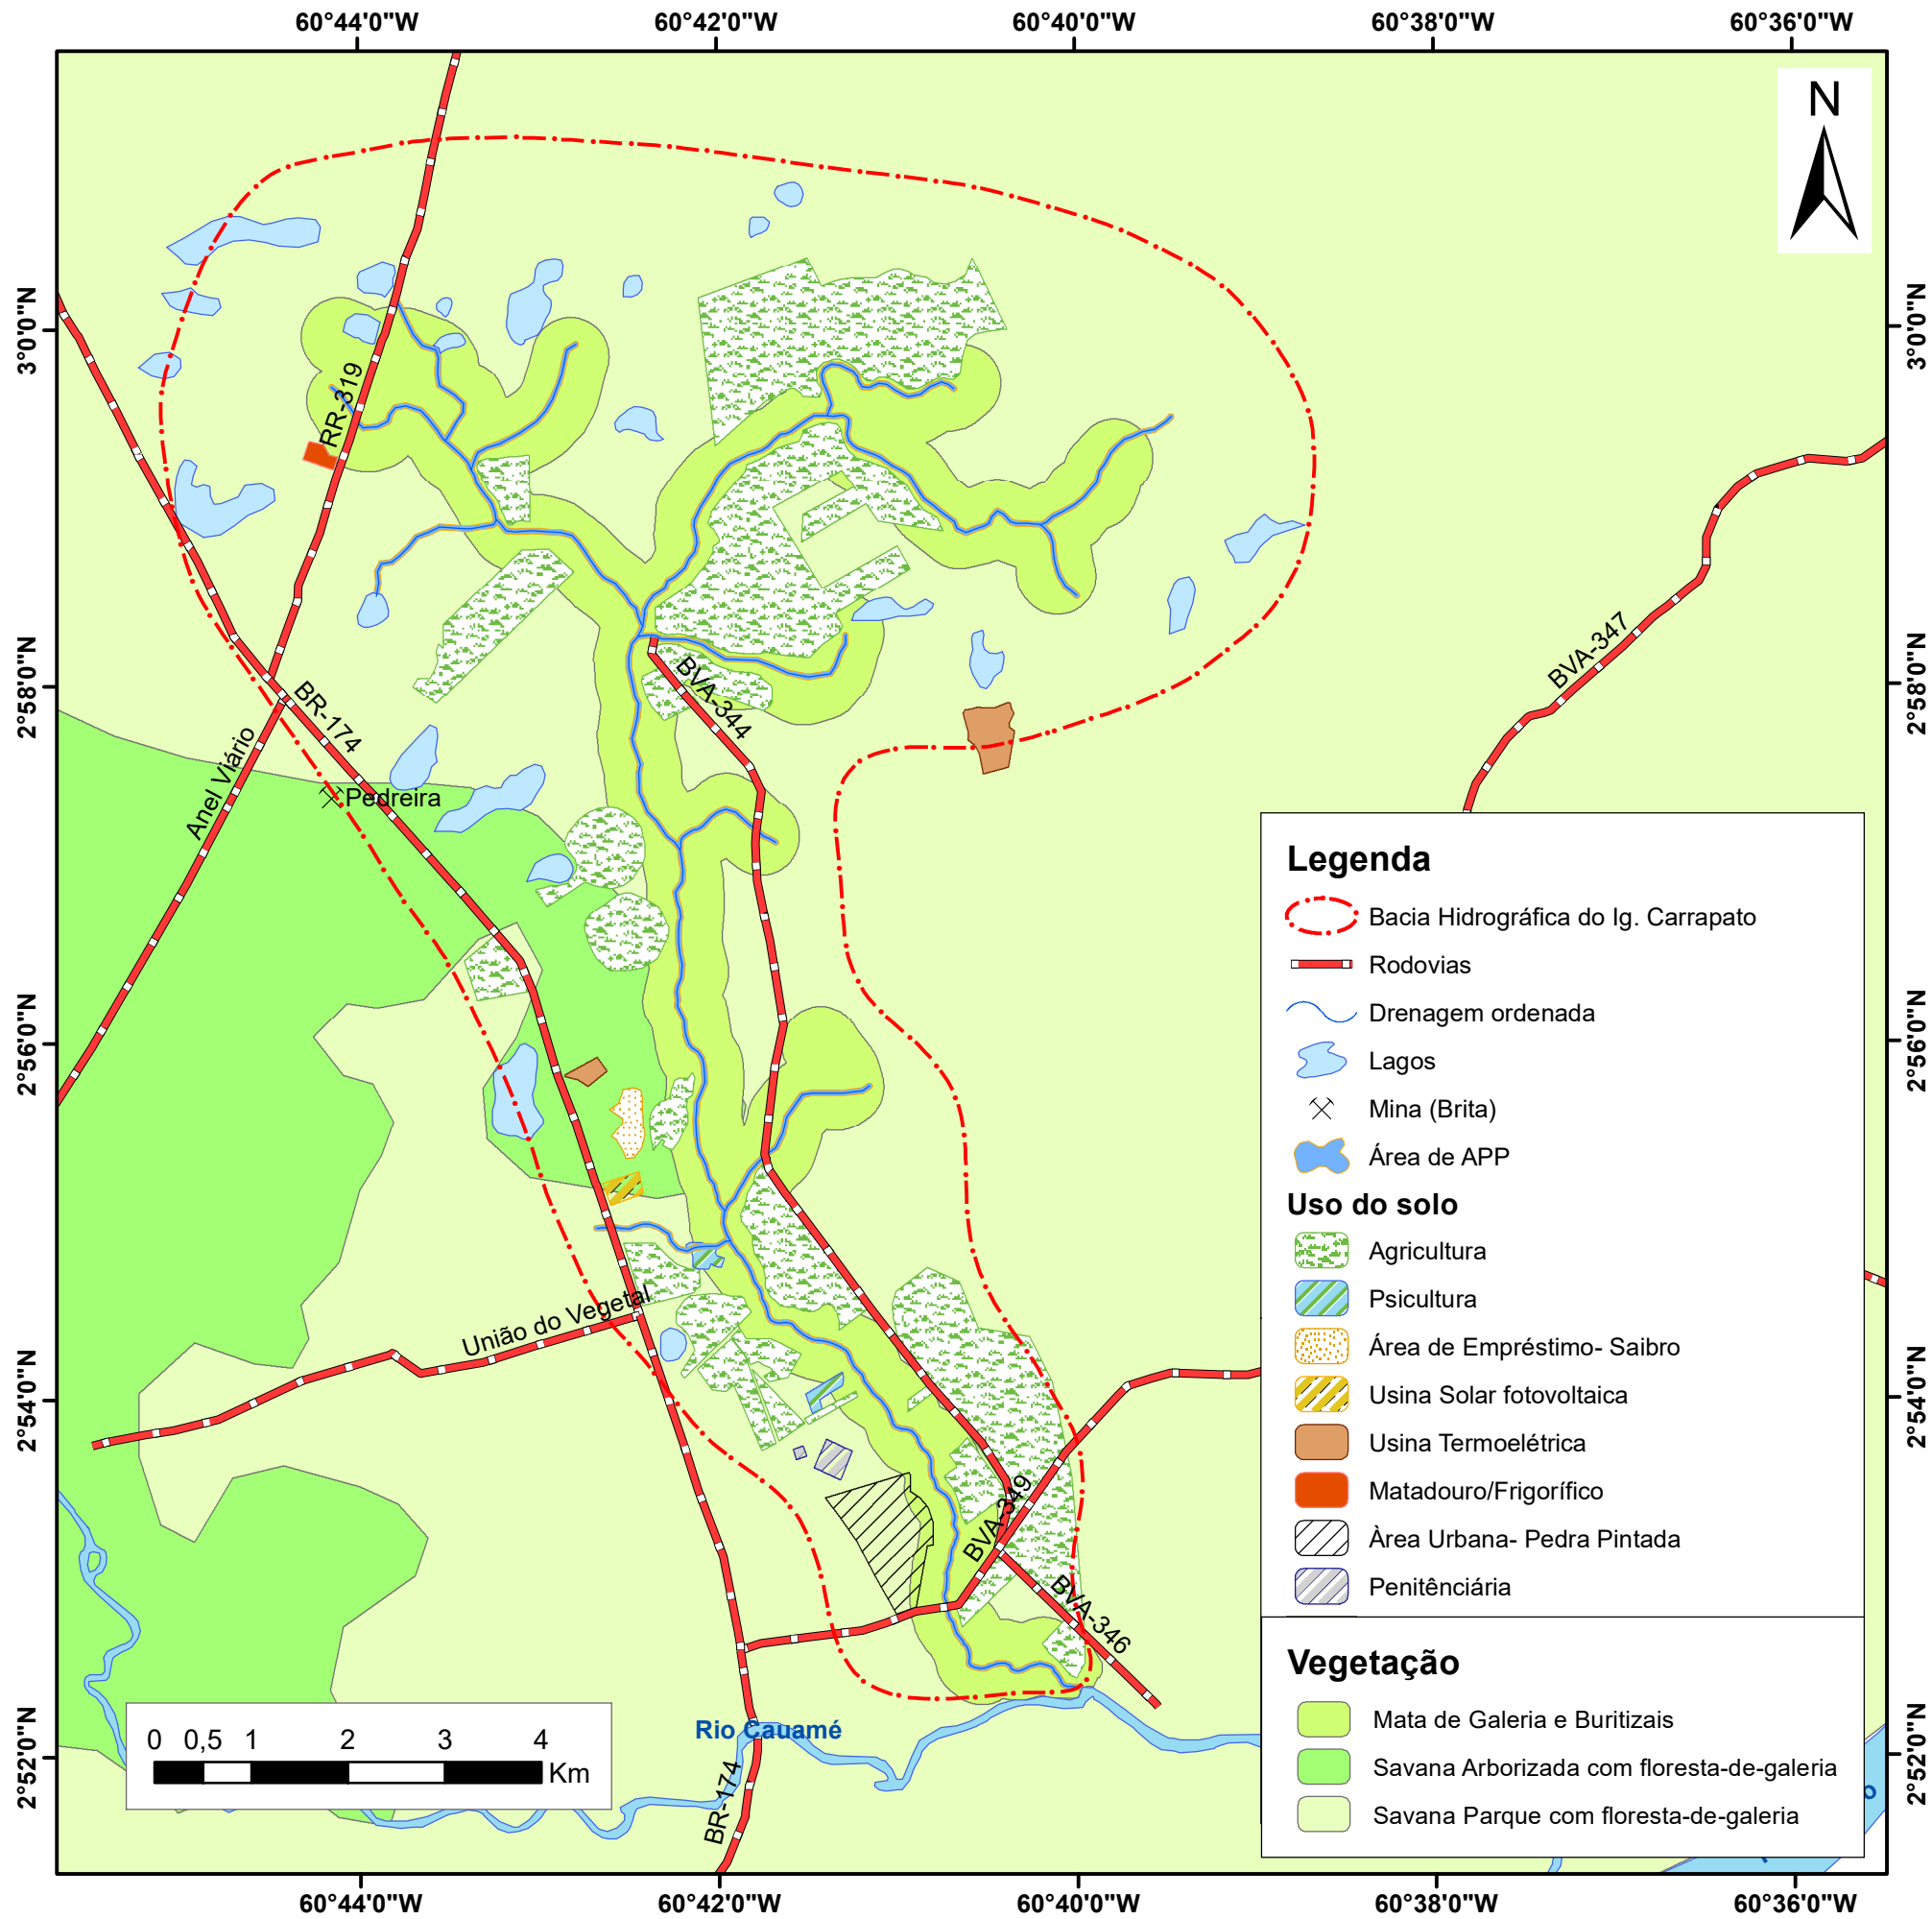 60°44'0"W
60°42'0"W
60°40'0"W
60°38'0"W
60°36'0"W
N
3°0'0"N
3°0'0"N
RR-319
2°58'0"N
2°58'0"N
BVA-347
BVA-344
BR-174
Anel Viário
Pedreira
Legenda
Bacia Hidrográfica do Ig. Carrapato
Rodovias
Drenagem ordenada
Lagos
Mina (Brita)
Área de APP
Uso do solo
Agricultura
Psicultura
Área de Empréstimo- Saibro
Usina Solar fotovoltaica
Usina Termoelétrica
Matadouro/Frigorífico
Àrea Urbana- Pedra Pintada
Penitênciária
Vegetação
Mata de Galeria e Buritizais
Savana Arborizada com floresta-de-galeria
Savana Parque com floresta-de-galeria
2°56'0"N
2°56'0"N
União do Vegetal
2°54'0"N
2°54'0"N
BVA-349
BVA-346
Rio Cauamé
BR-174
0 0,5 1 2 3 4
Km
2°52'0"N
2°52'0"N
60°44'0"W
60°42'0"W
60°40'0"W
60°38'0"W
60°36'0"W